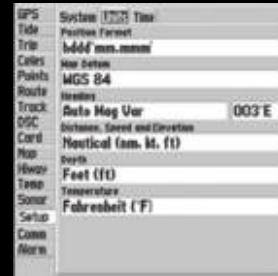 GPS
Tide
Trip
Celes
Points
Route
Track
DSC
Card
Map
Hiway
Temp
Sonar
Setup
Comm
Alarm
System Units Time
Position Format
hddd°mm.mmm'
Map Datum
WGS 84
Heading
Auto Mag Var 003°E
Distance, Speed and Elevation
Nautical (nm, kt, ft)
Depth
Feet (ft)
Temperature
Fahrenheit (°F)